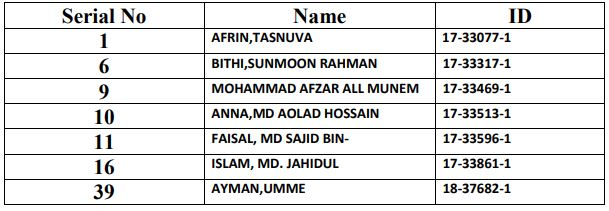 Serial No Name ID
1 AFRIN,TASNUVA 17-33077-1
6 BITHI,SUNMOON RAHMAN 17-33317-1
9 MOHAMMAD AFZAR ALL MUNEM 17-33469-1
10 ANNA,MD AOLAD HOSSAIN 17-33513-1
11 FAISAL, MD SAJID BIN- 17-33596-1
16 ISLAM, MD. JAHIDUL 17-33861-1
39 AYMAN,UMME 18-37682-1